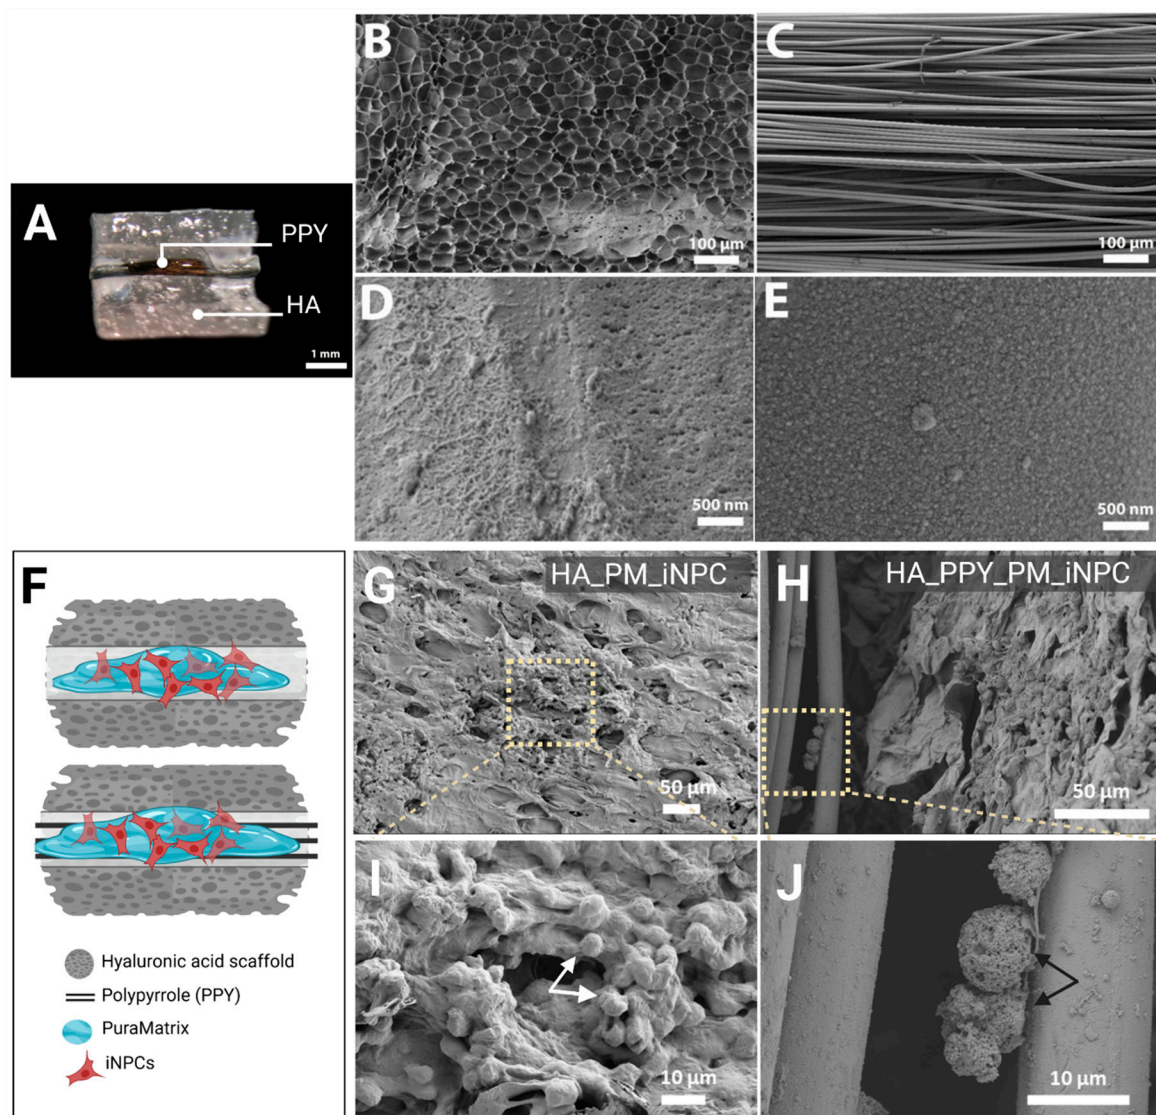 A
PPY
HA
1 mm
B
100 µm
C
100 µm
D
500 nm
E
500 nm
F
Hyaluronic acid scaffold
Polypyrrole (PPY)
PuraMatrix
iNPCs
G
HA_PM_iNPC
50 µm
H
HA_PPY_PM_iNPC
50 µm
I
10 µm
J
10 µm